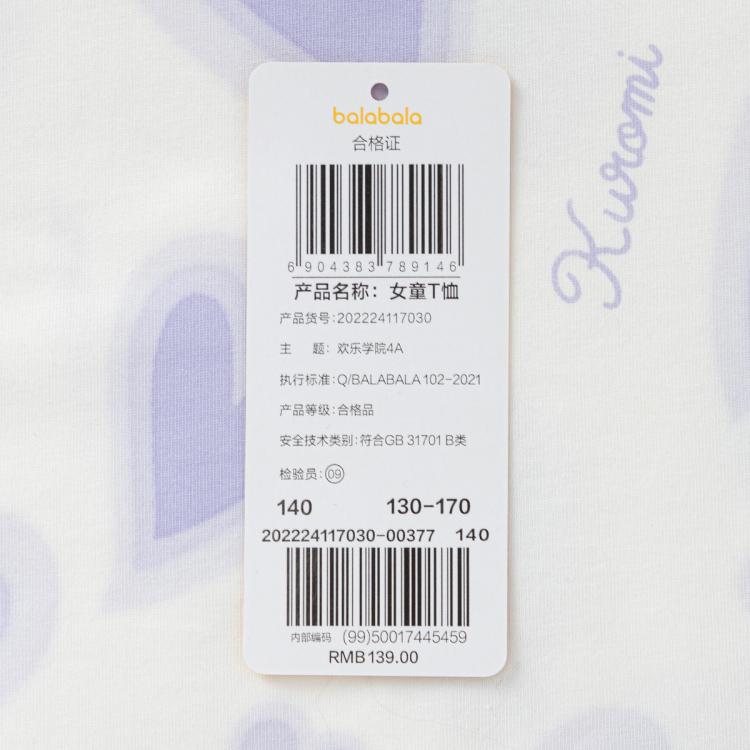 balabala
合格证
6 904383 789146
产品名称：女童T恤
产品货号:202224117030
主 题：欢乐学院4A
执行标准:Q/BALABALA 102-2021
产品等级:合格品
安全技术类别:符合GB 31701 B类
检验员:09
140 130-170
202224117030-00377 140
内部编码 (99)50017445459
RMB139.00
Kuromi